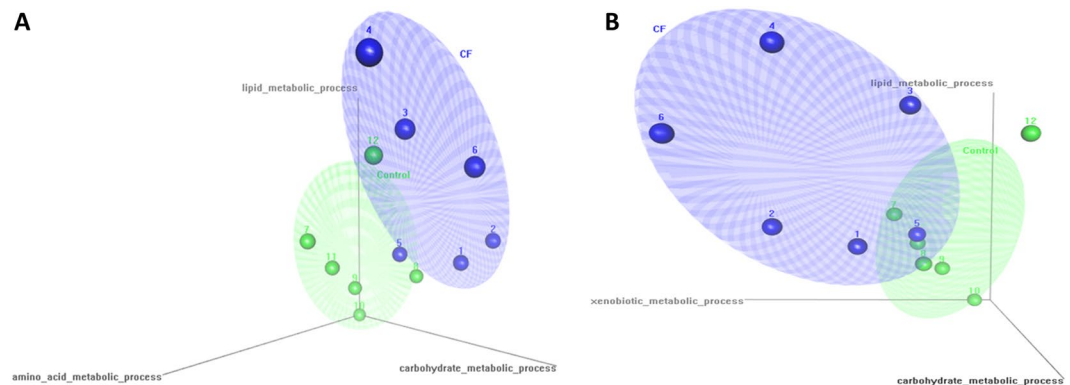 A
4
CF
lipid_metabolic_process
3
12
6
Control
7
2
5
1
11
9
10
amino_acid_metabolic_process
carbohydrate_metabolic_process
B
CF
4
lipid_metabolic_process
3
6
12
Control
7
2
5
1
9
10
xenobiotic_metabolic_process
carbohydrate_metabolic_process